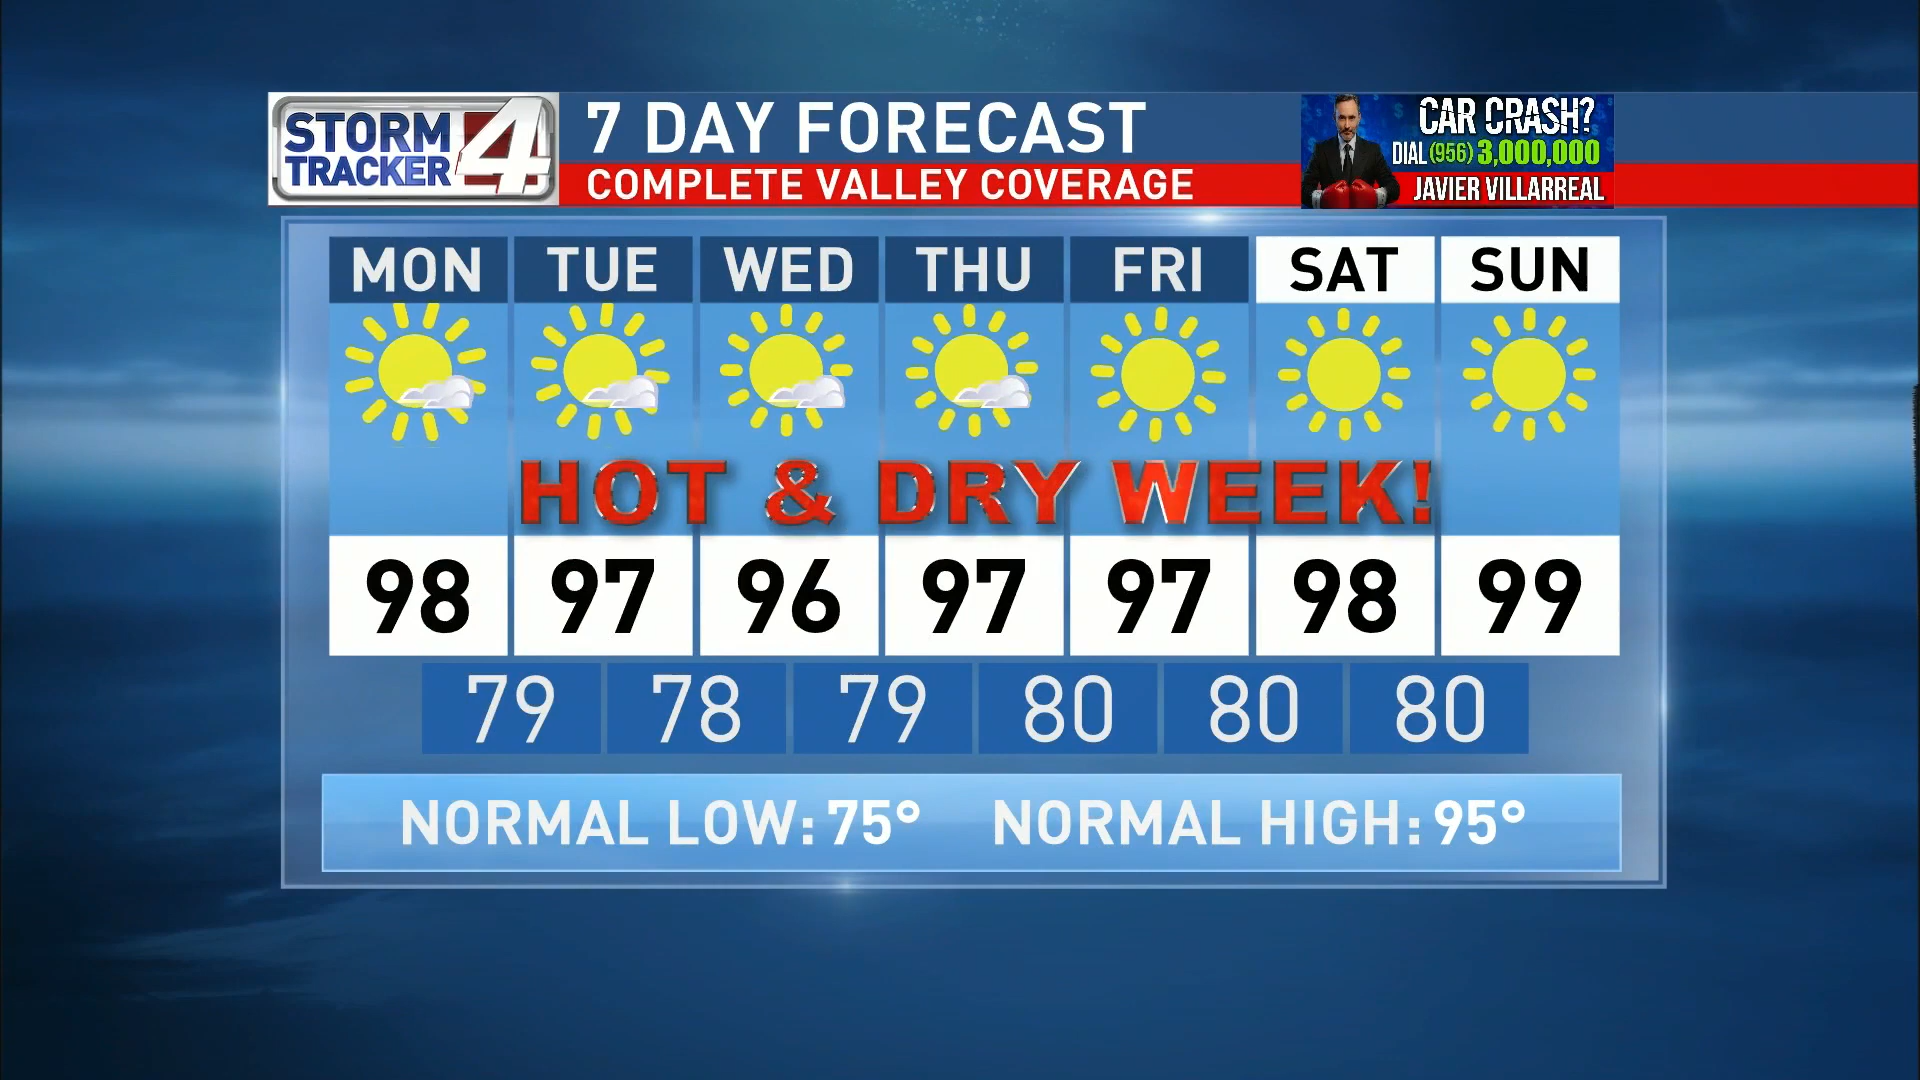 STORM
TRACKER 4
7 DAY FORECAST
COMPLETE VALLEY COVERAGE
CAR CRASH?
DIAL (956) 3,000,000
JAVIER VILLARREAL
MON TUE WED THU FRI SAT SUN
HOT & DRY WEEK!
98 97 96 97 97 98 99
79 78 79 80 80 80
NORMAL LOW: 75° NORMAL HIGH: 95°